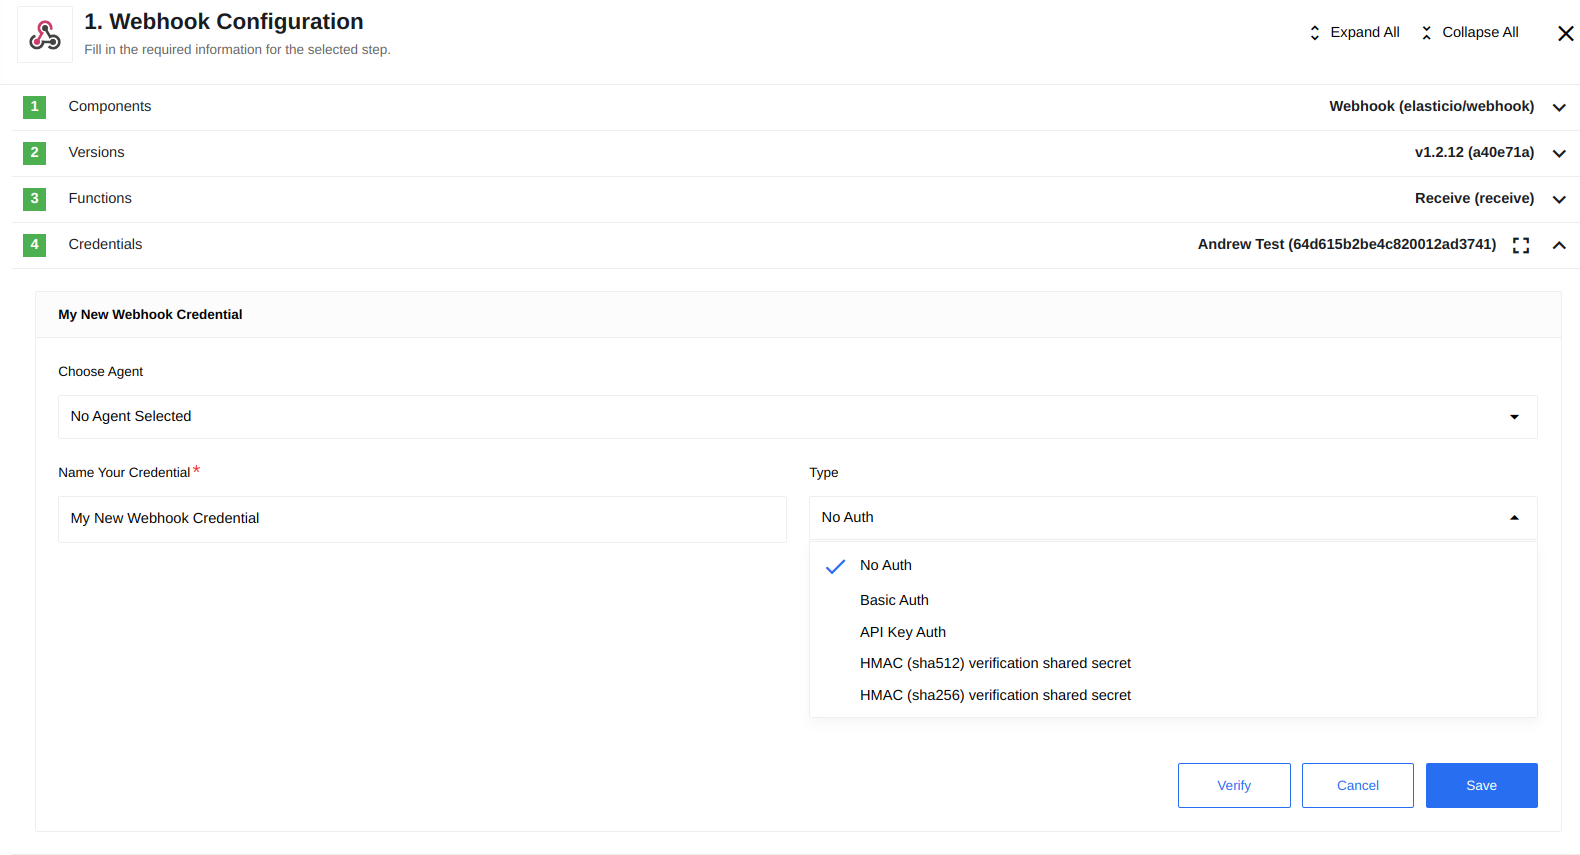 1. Webhook Configuration
Fill in the required information for the selected step.
Expand All
Collapse All
1 Components Webhook (elasticio/webhook)
2 Versions v1.2.12 (a40e71a)
3 Functions Receive (receive)
4 Credentials Andrew Test (64d615b2be4c820012ad3741)
My New Webhook Credential
Choose Agent
No Agent Selected
Name Your Credential*
My New Webhook Credential
Type
No Auth
No Auth
Basic Auth
API Key Auth
HMAC (sha512) verification shared secret
HMAC (sha256) verification shared secret
Verify Cancel Save